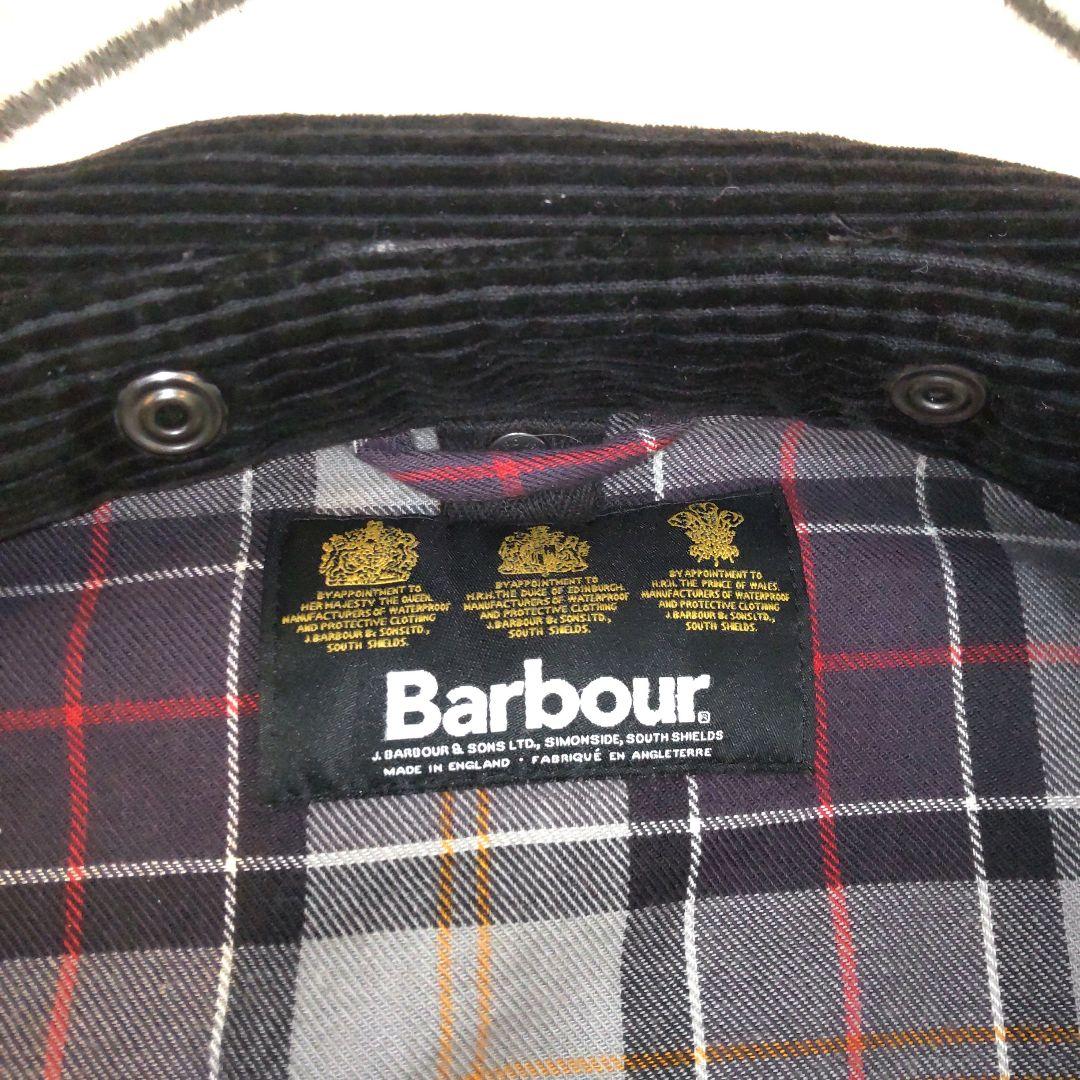 BY APPOINTMENT TO
HER MAJESTY THE QUEEN.
MANUFACTURERS OF WATERPROOF
AND PROTECTIVE CLOTHING
J.BARBOUR & SONS LTD.,
SOUTH SHIELDS.
BY APPOINTMENT TO
H.R.H. THE DUKE OF EDINBURGH.
MANUFACTURERS OF WATERPROOF
AND PROTECTIVE CLOTHING
J.BARBOUR & SONS LTD.,
SOUTH SHIELDS.
BY APPOINTMENT TO
H.R.H. THE PRINCE OF WALES.
MANUFACTURERS OF WATERPROOF
AND PROTECTIVE CLOTHING
J.BARBOUR & SONS LTD.,
SOUTH SHIELDS.
Barbour®
J. BARBOUR & SONS LTD., SIMONSIDE, SOUTH SHIELDS
MADE IN ENGLAND · FABRIQUÉ EN ANGLETERRE